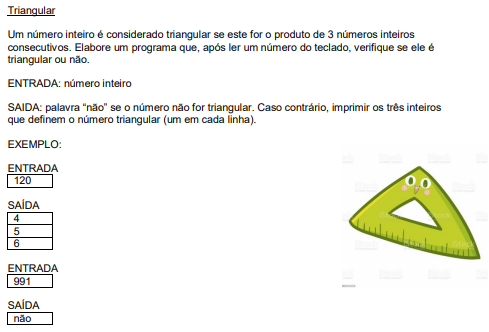 Triangular
Um número inteiro é considerado triangular se este for o produto de 3 números inteiros
consecutivos. Elabore um programa que, após ler um número do teclado, verifique se ele é
triangular ou não.
ENTRADA: número inteiro
SAIDA: palavra “não” se o número não for triangular. Caso contrário, imprimir os três inteiros
que definem o número triangular (um em cada linha).
EXEMPLO:
ENTRADA
120
SAÍDA
4
5
6
ENTRADA
991
SAÍDA
não